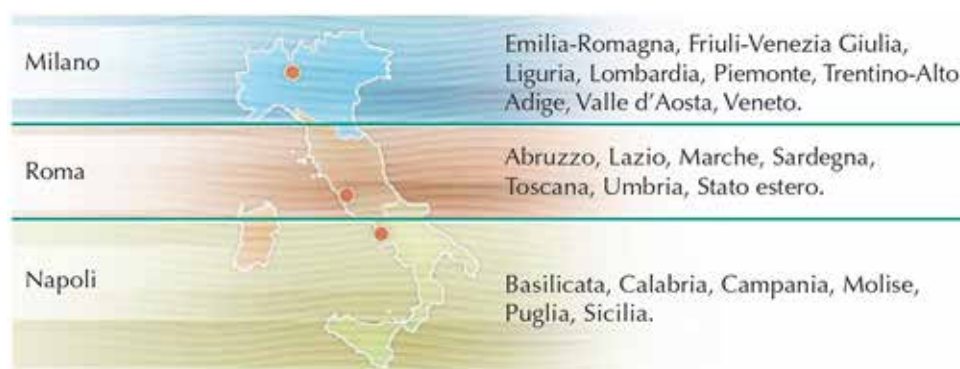 Milano
Emilia-Romagna, Friuli-Venezia Giulia,
Liguria, Lombardia, Piemonte, Trentino-Alto
Adige, Valle d'Aosta, Veneto.
Roma
Abruzzo, Lazio, Marche, Sardegna,
Toscana, Umbria, Stato estero.
Napoli
Basilicata, Calabria, Campania, Molise,
Puglia, Sicilia.